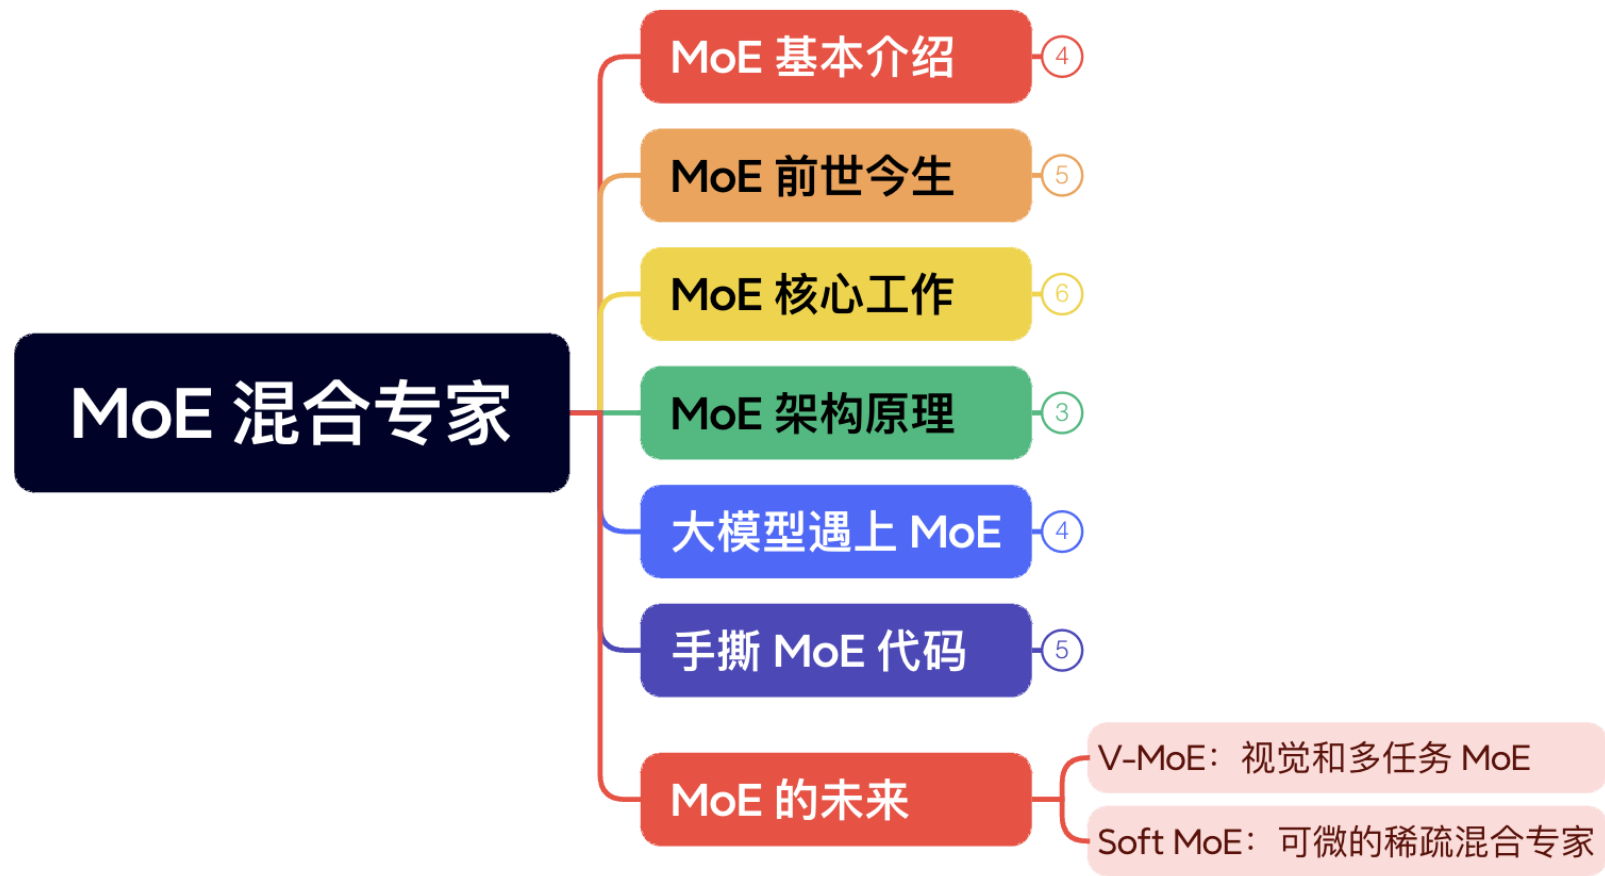 MoE 基本介绍
4
MoE 前世今生
5
MoE 核心工作
6
MoE 混合专家
MoE 架构原理
3
大模型遇上 MoE
4
手撕 MoE 代码
5
MoE 的未来
V-MoE：视觉和多任务 MoE
Soft MoE：可微的稀疏混合专家